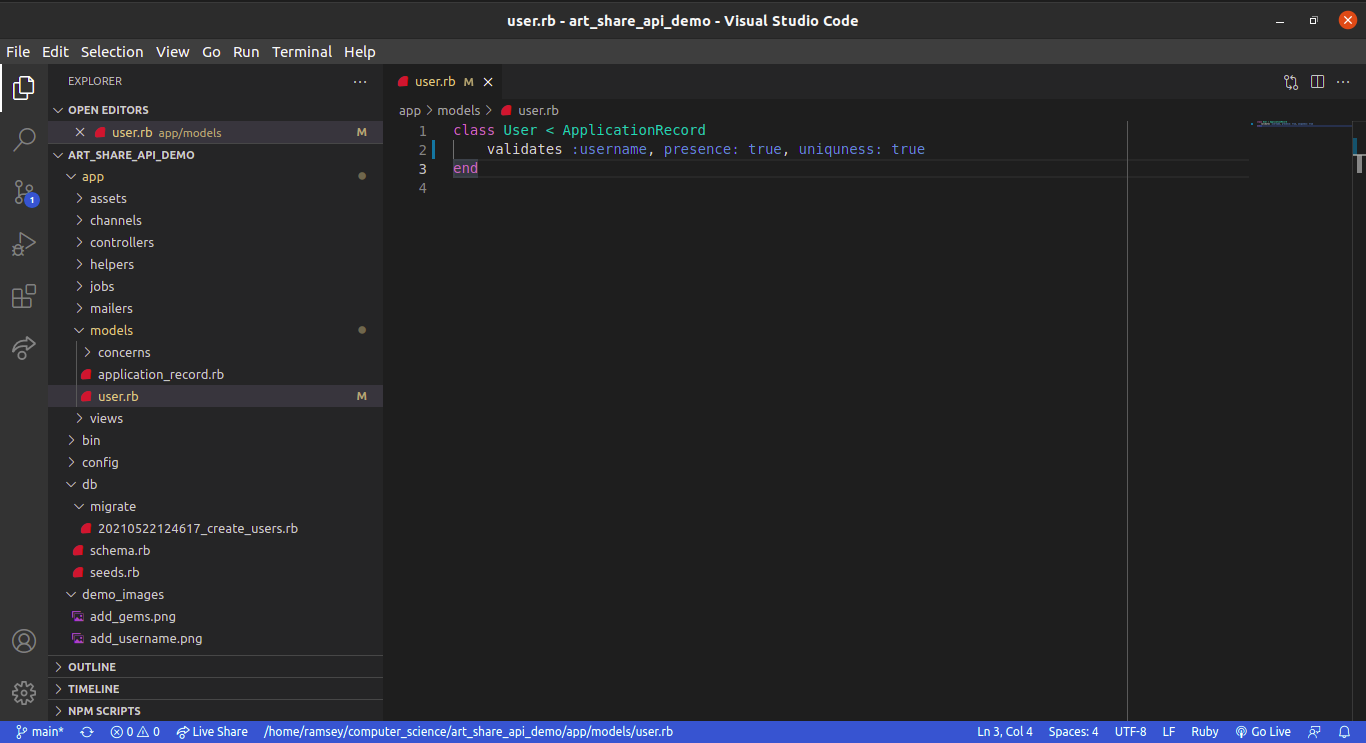 user.rb - art_share_api_demo - Visual Studio Code
File Edit Selection View Go Run Terminal Help
EXPLORER
OPEN EDITORS
user.rb app/models M
ART_SHARE_API_DEMO
app
assets
channels
controllers
helpers
jobs
mailers
models
concerns
application_record.rb
user.rb M
views
bin
config
db
migrate
20210522124617_create_users.rb
schema.rb
seeds.rb
demo_images
add_gems.png
add_username.png
OUTLINE
TIMELINE
NPM SCRIPTS
1
user.rb M
app > models > user.rb
1 class User < ApplicationRecord
2 validates :username, presence: true, uniquness: true
3 end
4
main* 0 0 Live Share /home/ramsey/computer_science/art_share_api_demo/app/models/user.rb Ln 3, Col 4 Spaces: 4 UTF-8 LF Ruby Go Live